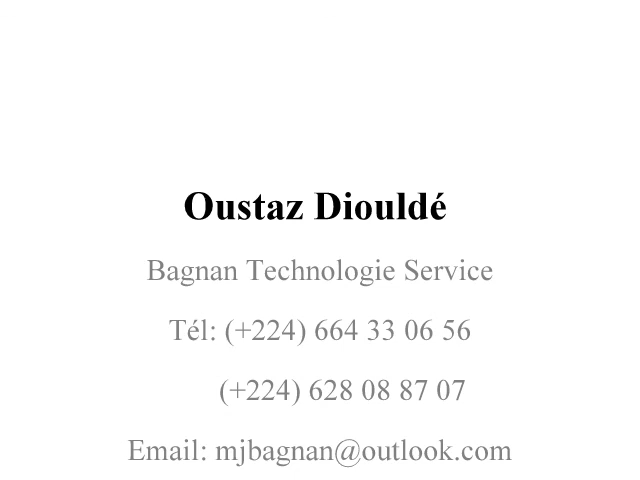 Oustaz Diouldé
Bagnan Technologie Service
Tél: (+224) 664 33 06 56
(+224) 628 08 87 07
Email: mjbagnan@outlook.com